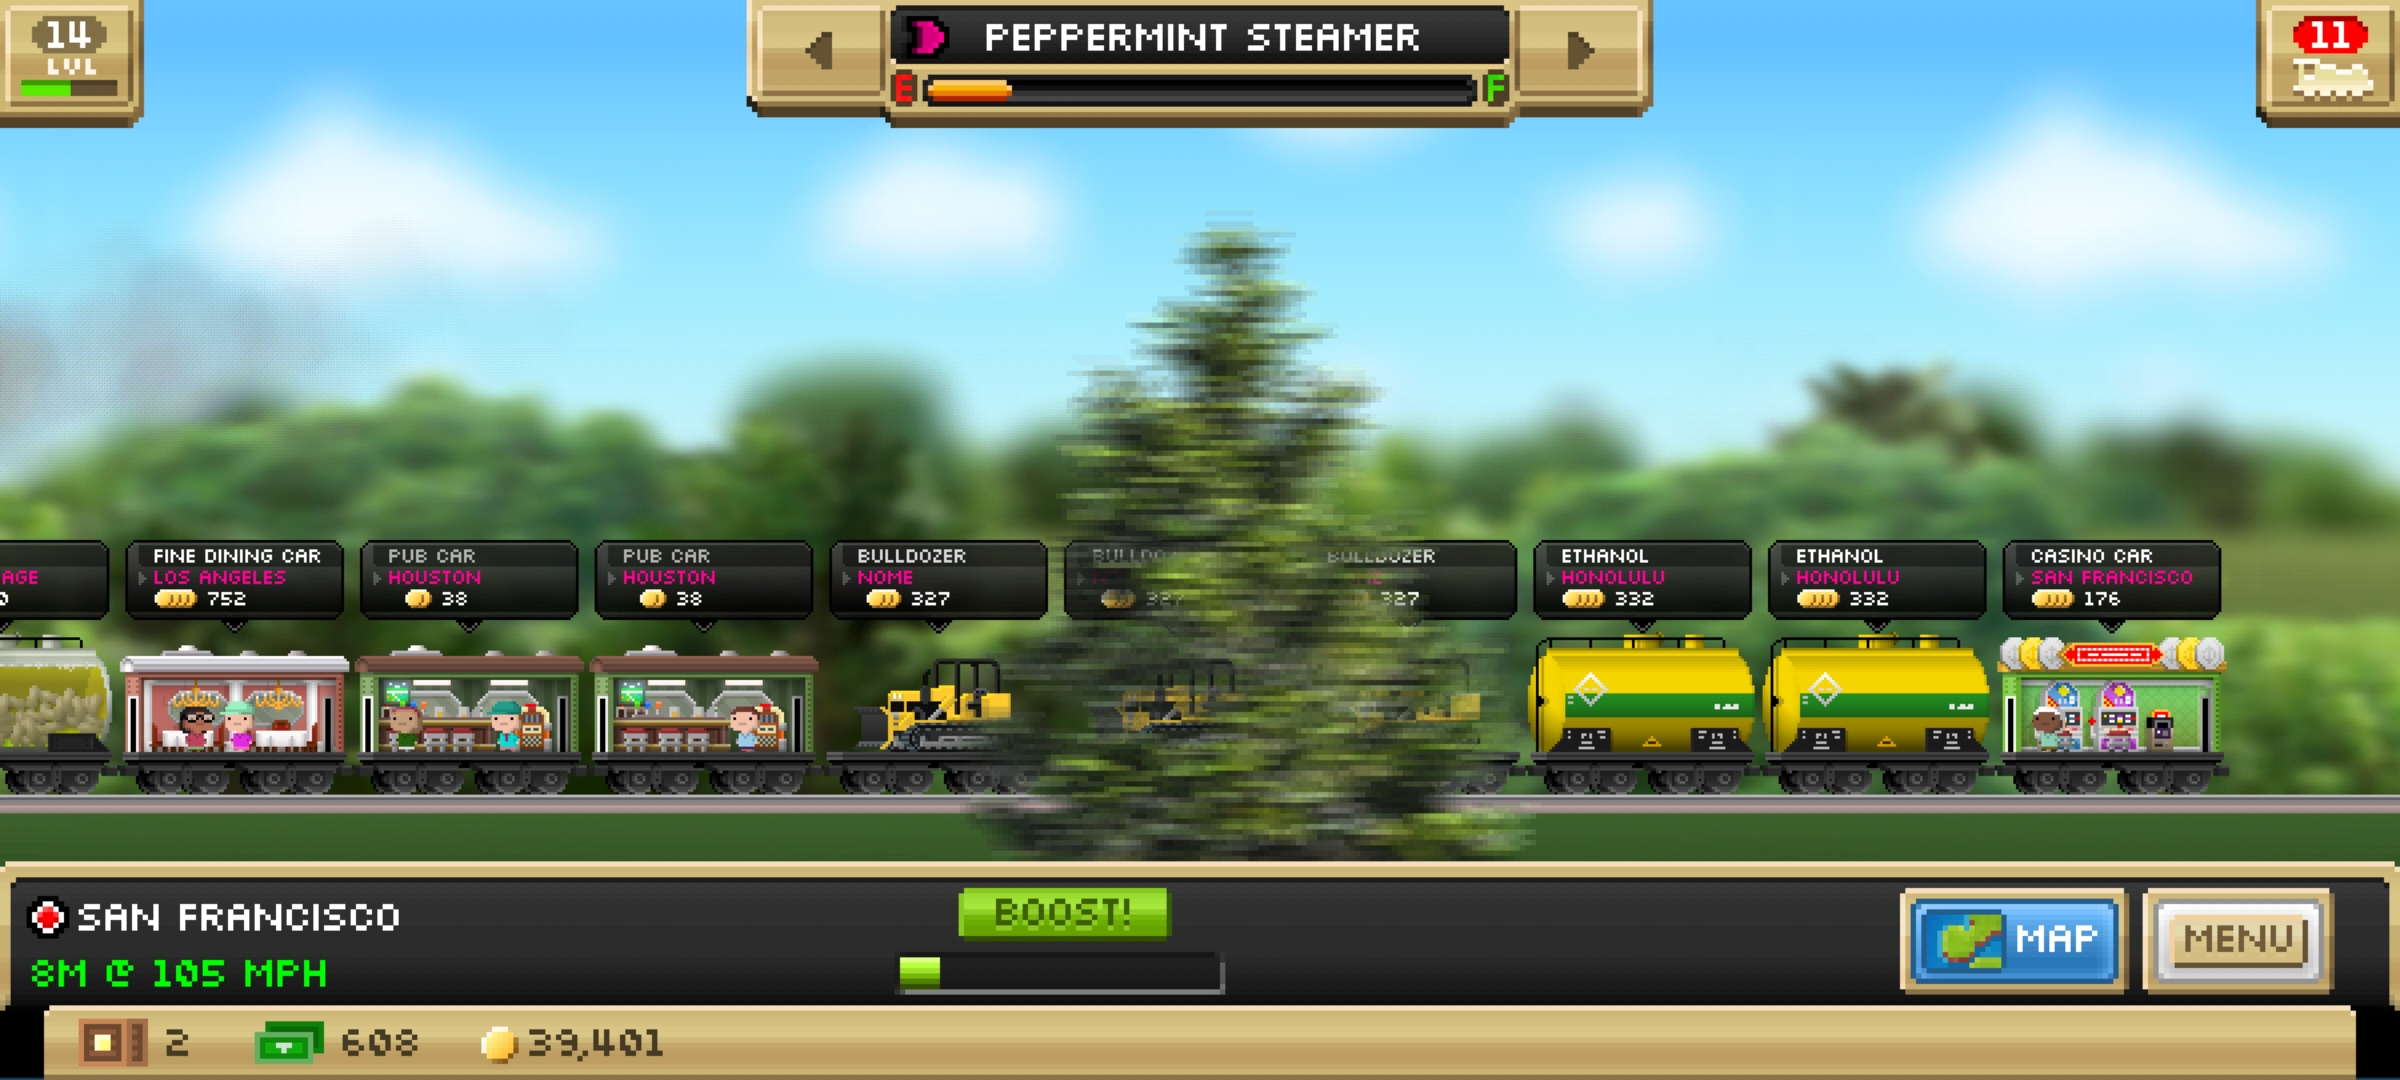 14
LVL
PEPPERMINT STEAMER
E
F
11
AGE
0
FINE DINING CAR
LOS ANGELES
752
PUB CAR
HOUSTON
38
PUB CAR
HOUSTON
38
BULLDOZER
NOME
327
327
BULLDOZER
327
ETHANOL
HONOLULU
332
ETHANOL
HONOLULU
332
CASINO CAR
SAN FRANCISCO
176
SAN FRANCISCO
8M @ 105 MPH
BOOST!
MAP
MENU
2
608
39,401